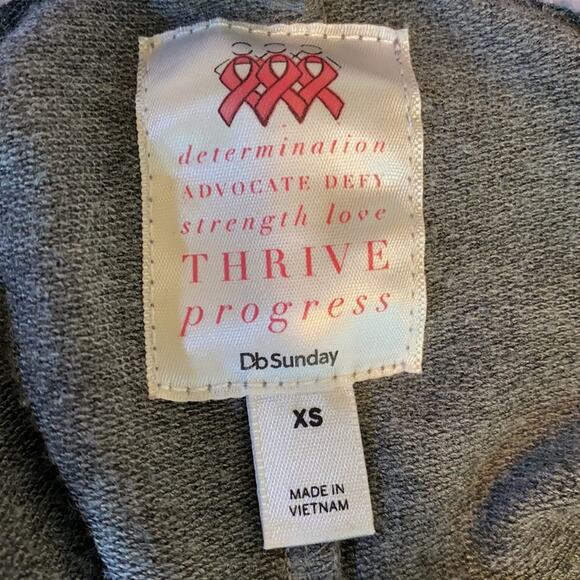 determination
ADVOCATE DEFY
strength love
THRIVE
progress
Db Sunday
XS
MADE IN
VIETNAM